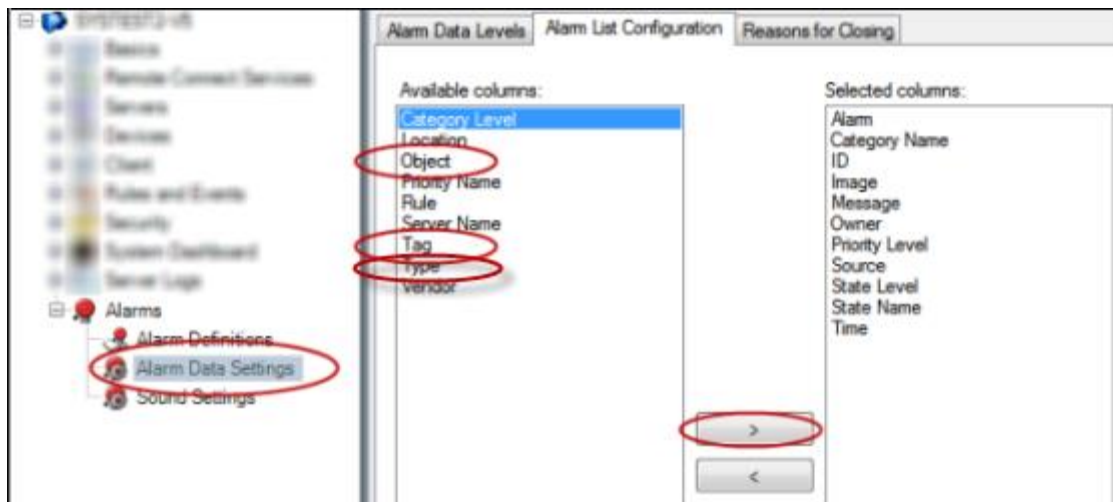 Alarms
Alarm Definitions
Alarm Data Settings
Sound Settings
Alarm Data Levels
Alarm List Configuration
Reasons for Closing
Available columns:
Category Level
Location
Object
Priority Name
Rule
Server Name
Tag
Type
Vendor
>
<
Selected columns:
Alarm
Category Name
ID
Image
Message
Owner
Priority Level
Source
State Level
State Name
Time